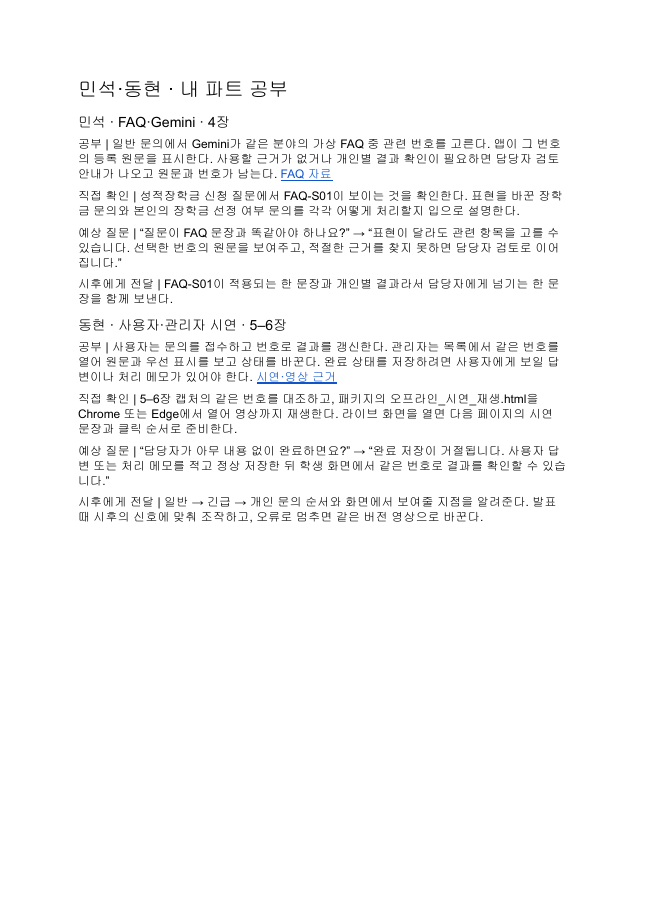 민석·동현 · 내 파트 공부
민석 · FAQ·Gemini · 4장
공부 | 일반 문의에서 Gemini가 같은 분야의 가상 FAQ 중 관련 번호를 고른다. 앱이 그 번호
의 등록 원문을 표시한다. 사용할 근거가 없거나 개인별 결과 확인이 필요하면 담당자 검토
안내가 나오고 원문과 번호가 남는다. FAQ 자료
직접 확인 | 성적장학금 신청 질문에서 FAQ-S01이 보이는 것을 확인한다. 표현을 바꾼 장학
금 문의와 본인의 장학금 선정 여부 문의를 각각 어떻게 처리할지 입으로 설명한다.
예상 질문 | “질문이 FAQ 문장과 똑같아야 하나요?” → “표현이 달라도 관련 항목을 고를 수
있습니다. 선택한 번호의 원문을 보여주고, 적절한 근거를 찾지 못하면 담당자 검토로 이어
집니다.”
시후에게 전달 | FAQ-S01이 적용되는 한 문장과 개인별 결과라서 담당자에게 넘기는 한 문
장을 함께 보낸다.
동현 · 사용자·관리자 시연 · 5–6장
공부 | 사용자는 문의를 접수하고 번호로 결과를 갱신한다. 관리자는 목록에서 같은 번호를
열어 원문과 우선 표시를 보고 상태를 바꾼다. 완료 상태를 저장하려면 사용자에게 보일 답
변이나 처리 메모가 있어야 한다. 시연·영상 근거
직접 확인 | 5–6장 캡처의 같은 번호를 대조하고, 패키지의 오프라인_시연_재생.html을
Chrome 또는 Edge에서 열어 영상까지 재생한다. 라이브 화면을 열면 다음 페이지의 시연
문장과 클릭 순서로 준비한다.
예상 질문 | “담당자가 아무 내용 없이 완료하면요?” → “완료 저장이 거절됩니다. 사용자 답
변 또는 처리 메모를 적고 정상 저장한 뒤 학생 화면에서 같은 번호로 결과를 확인할 수 있습
니다.”
시후에게 전달 | 일반 → 긴급 → 개인 문의 순서와 화면에서 보여줄 지점을 알려준다. 발표
때 시후의 신호에 맞춰 조작하고, 오류로 멈추면 같은 버전 영상으로 바꾼다.